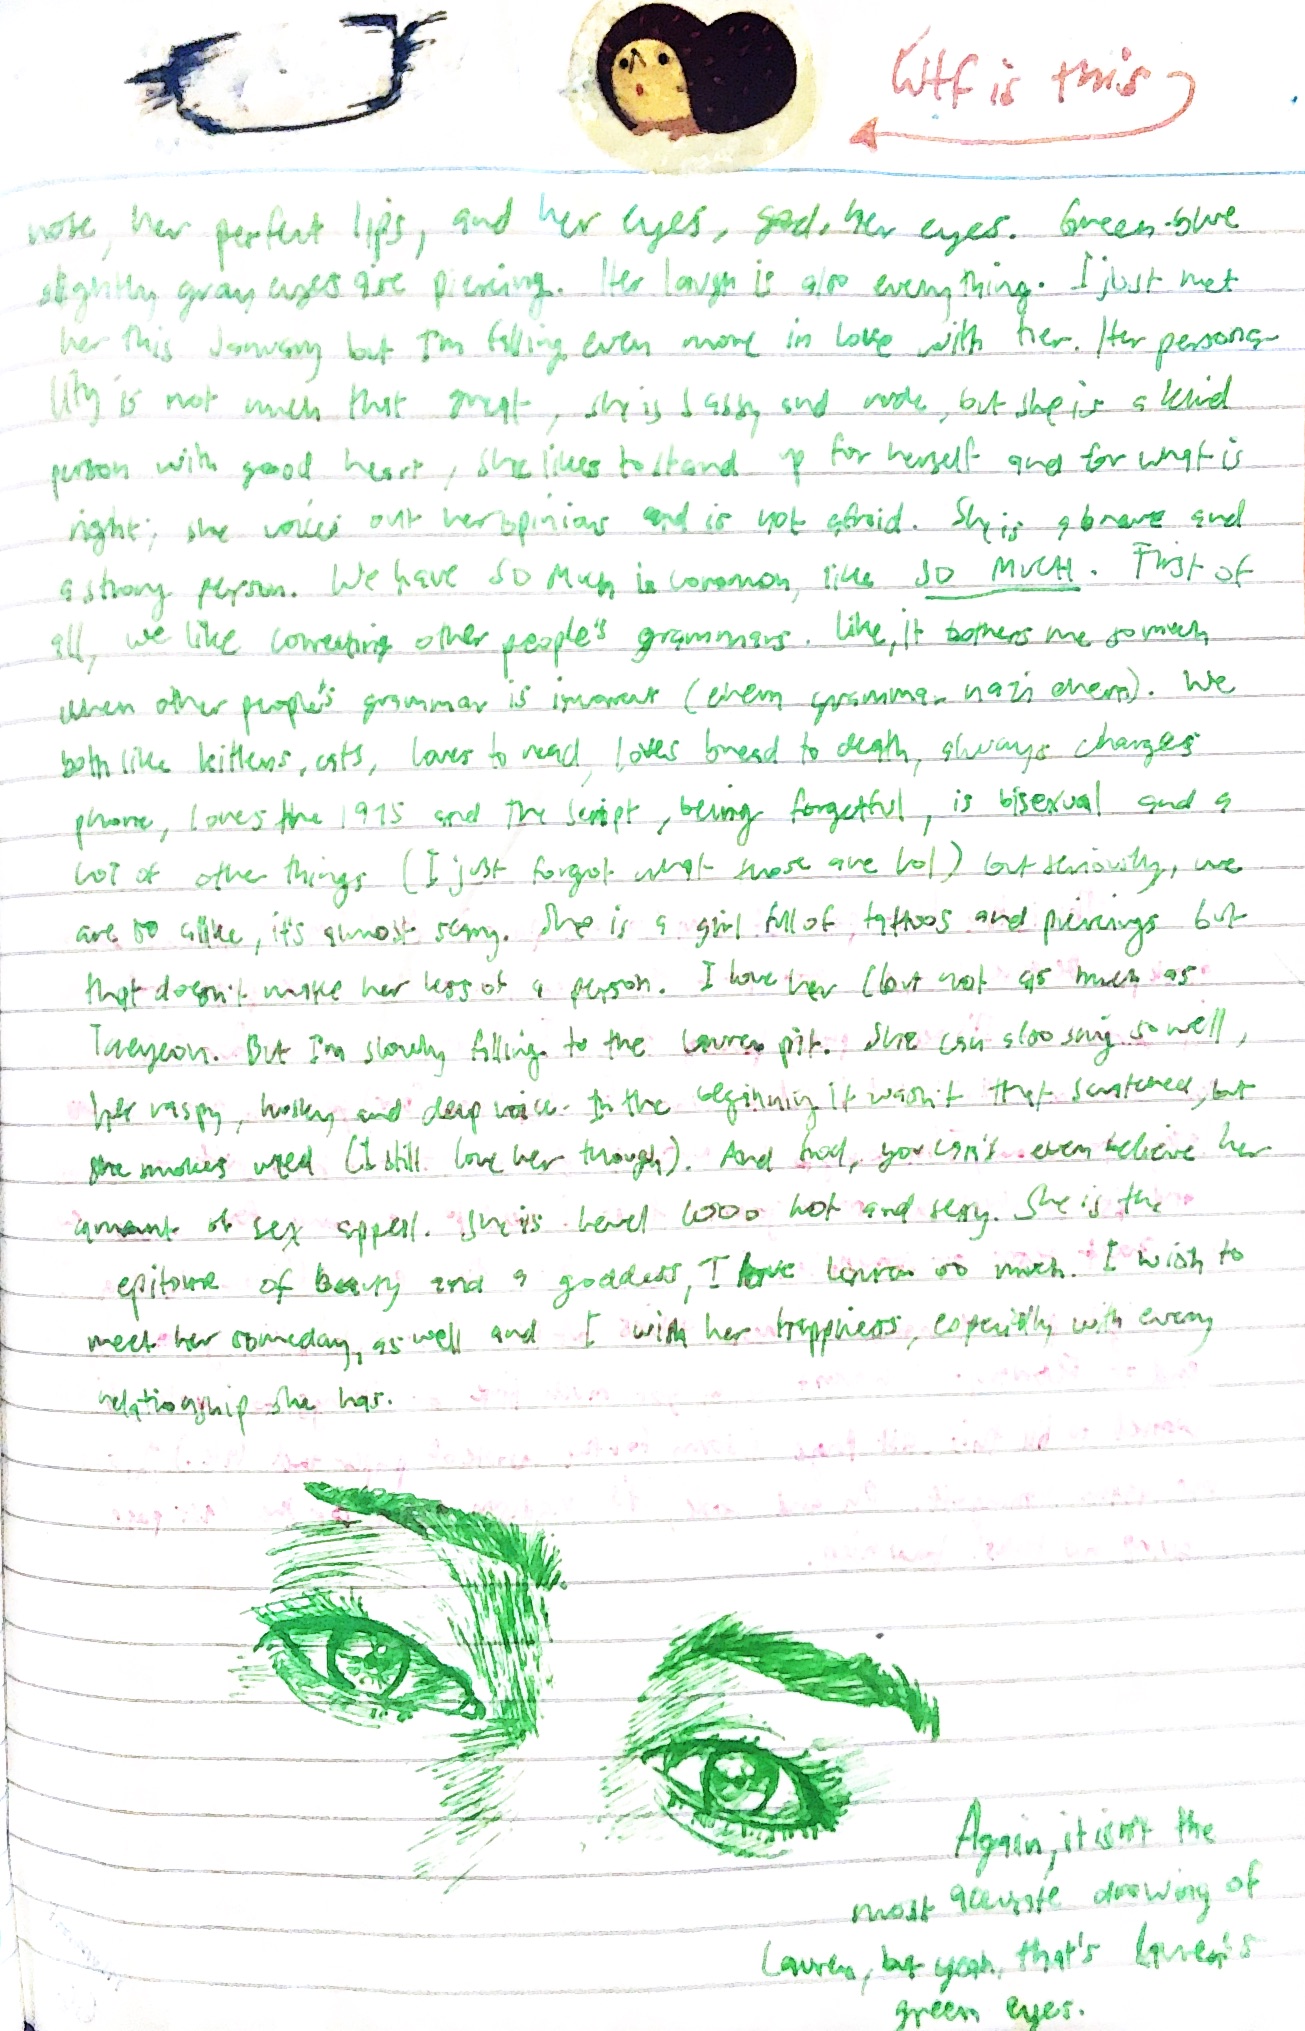 Wtf is this
nose, her perfect lips, and her eyes, god, her eyes. Green-blue
slightly gray eyes are piercing. Her laugh is also everything. I just met
her this January but I'm falling even more in love with her. Her persona-
lity is not much that great, she is sassy and rude, but she is a kind
person with good heart, she likes to stand up for herself and for what is
right; she voices out her opinions and is not afraid. She is a brave and
a strong person. We have SO MUCH in common, like SO MUCH. First of
all, we like correcting other people's grammars. Like, it bothers me so much
when other people's grammar is incorrect (ehem grammar nazi ehem). We
both like kittens, cats, loves to read, loves bread to death, always changes
phone, loves the 1975 and the script, being forgetful, is bisexual and a
lot of other things (I just forgot what those are lol) but seriously, we
are so alike, it's almost scary. She is a girl full of tattoos and piercings but
that doesn't make her less of a person. I love her (but not as much as
Taeyeon. But I'm slowly falling to the Lauren pit. She can also sing so well,
her raspy, husky and deep voice. In the beginning it wasn't that scratched, but
she smokes weed (I still love her though). And God, you can't even believe her
amount of sex appeal. She is level 1000 hot and sexy. She is the
epitome of beauty and a goddess, I love Lauren so much. I wish to
meet her someday, as well and I wish her happiness, especially with every
relationship she has.
Again, it isn't the
most accurate drawing of
Lauren, but yeah, that's Lauren's
green eyes.